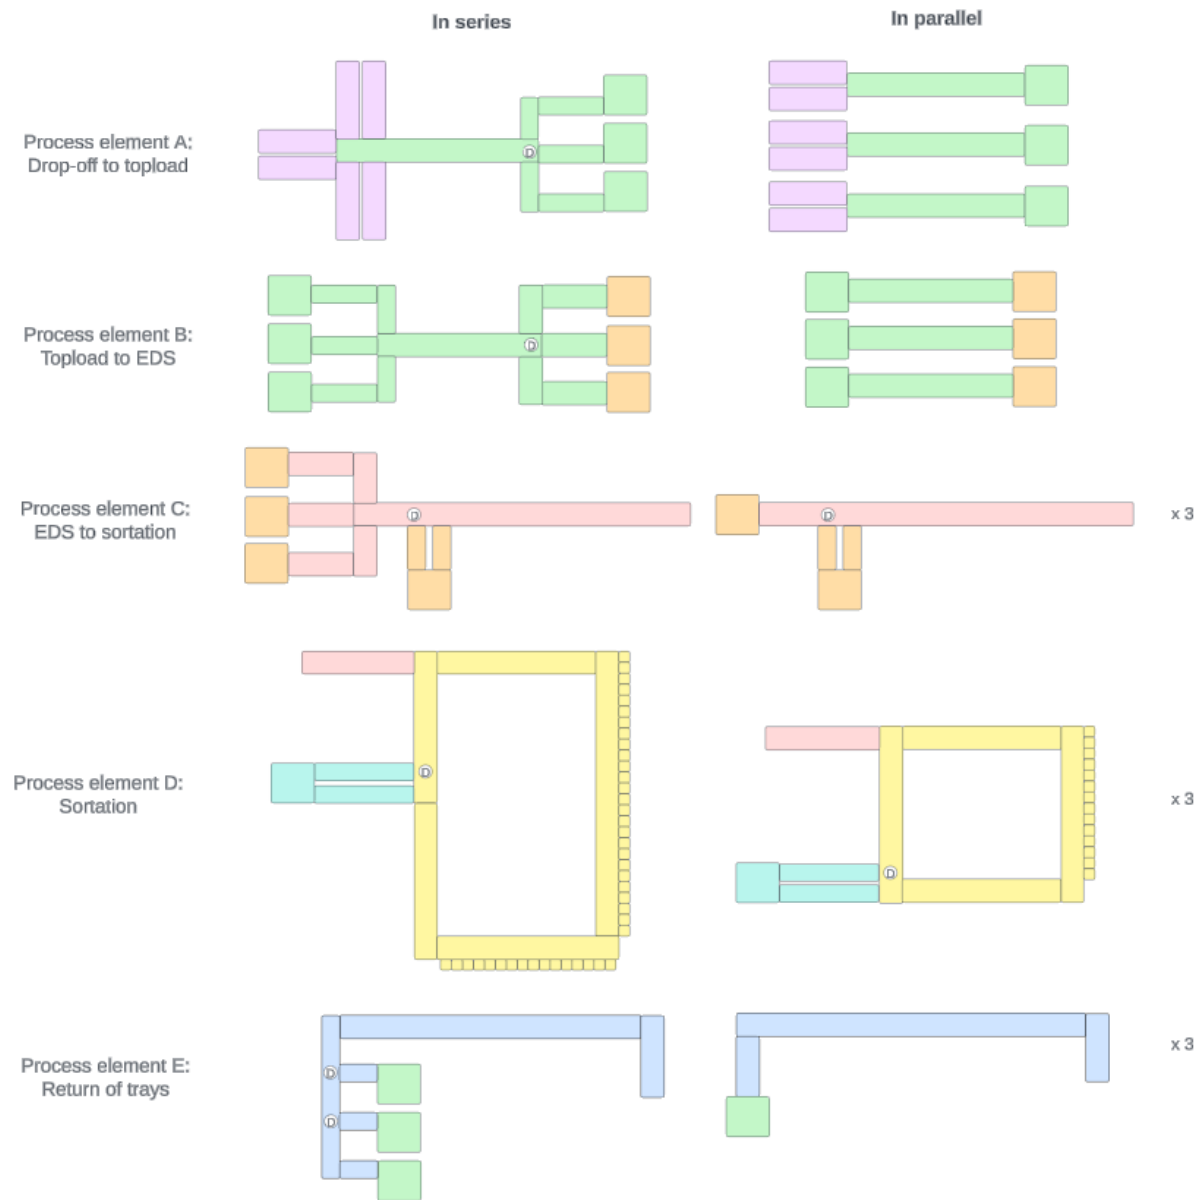 In series
In parallel
Process element A:
Drop-off to topload
D
Process element B:
Topload to EDS
D
Process element C:
EDS to sortation
D
D
x 3
Process element D:
Sortation
D
D
x 3
Process element E:
Return of trays
D
D
x 3